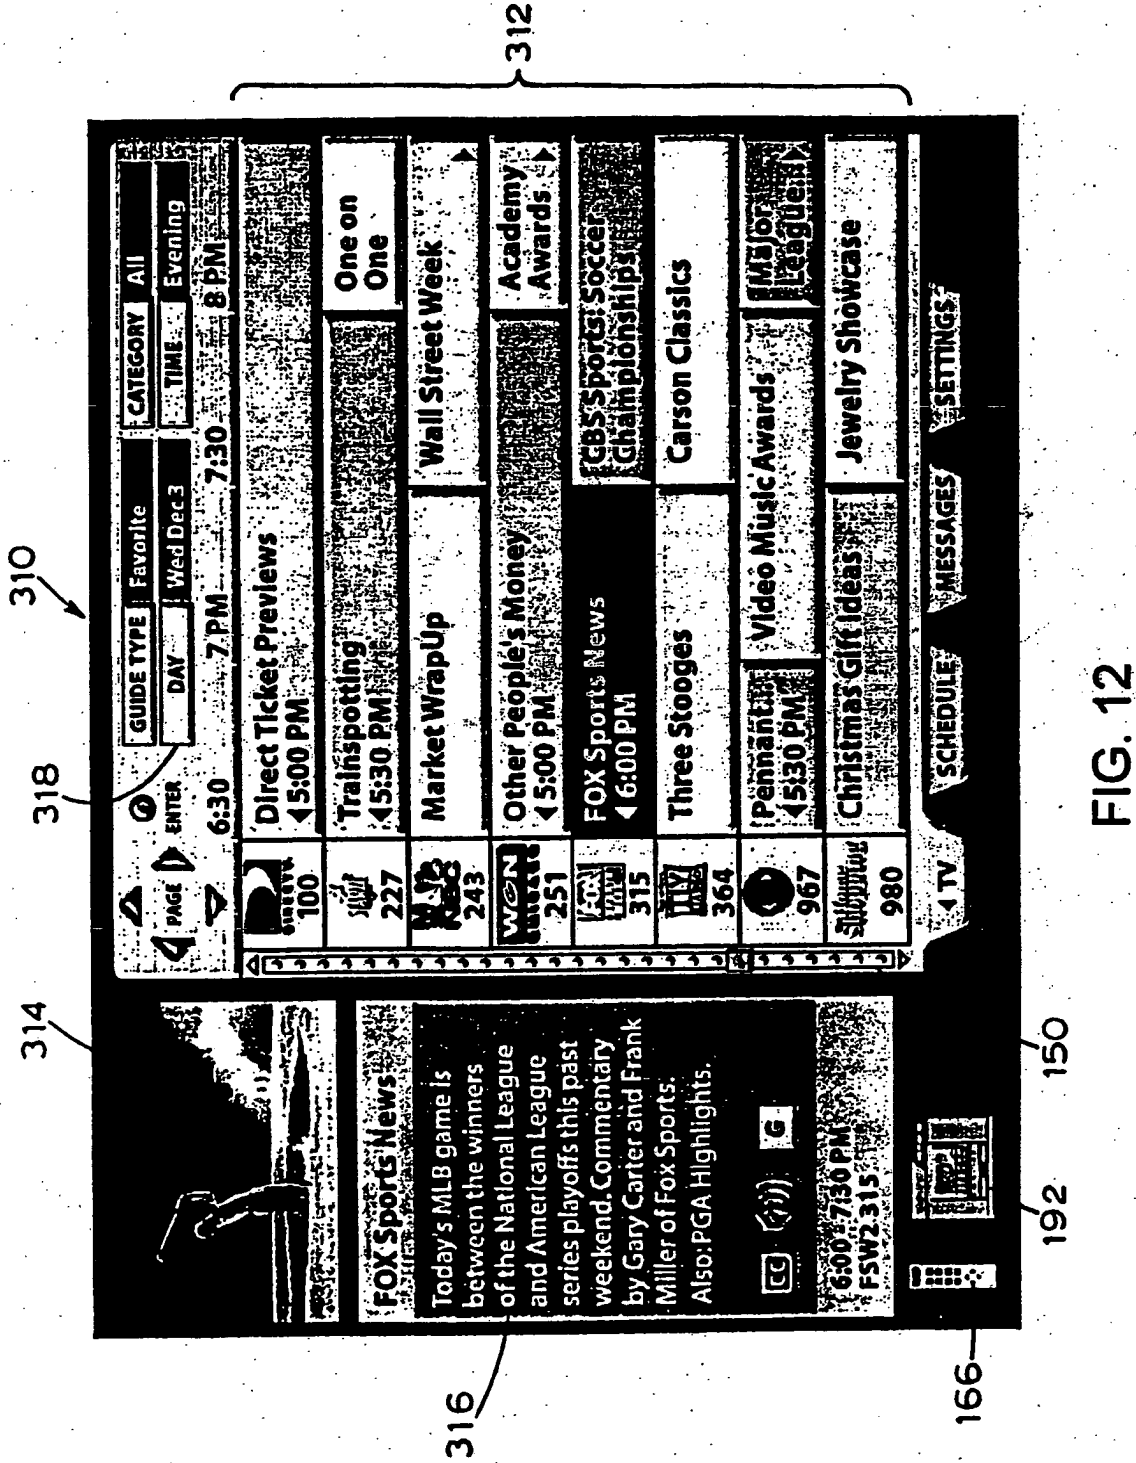 310
318
314
316
312
PAGE
ENTER
GUIDE TYPE Favorite
CATEGORY All
DAY Wed Dec3
TIME Evening
6:30 7 PM 7:30 8 PM
100
Direct Ticket Previews
5:00 PM
227
Trainspotting
5:30 PM
One on
One
243
Market WrapUp
Wall Street Week
WGN
251
Other People's Money
5:00 PM
Academy
Awards
315
FOX Sports News
6:00 PM
CBS Sports: Soccer
Championships
364
Three Stooges
Carson Classics
967
Pennant...
5:30 PM
Video Music Awards
Major
League
980
Christmas Gift Ideas
Jewelry Showcase
TV SCHEDULE MESSAGES SETTINGS
FOX Sports News
Today's MLB game is
between the winners
of the National League
and American League
series playoffs this past
weekend. Commentary
by Gary Carter and Frank
Miller of Fox Sports.
Also: PGA Highlights.
CC G
6:00 - 7:30 PM
FSW2 315
166
192
150
FIG. 12